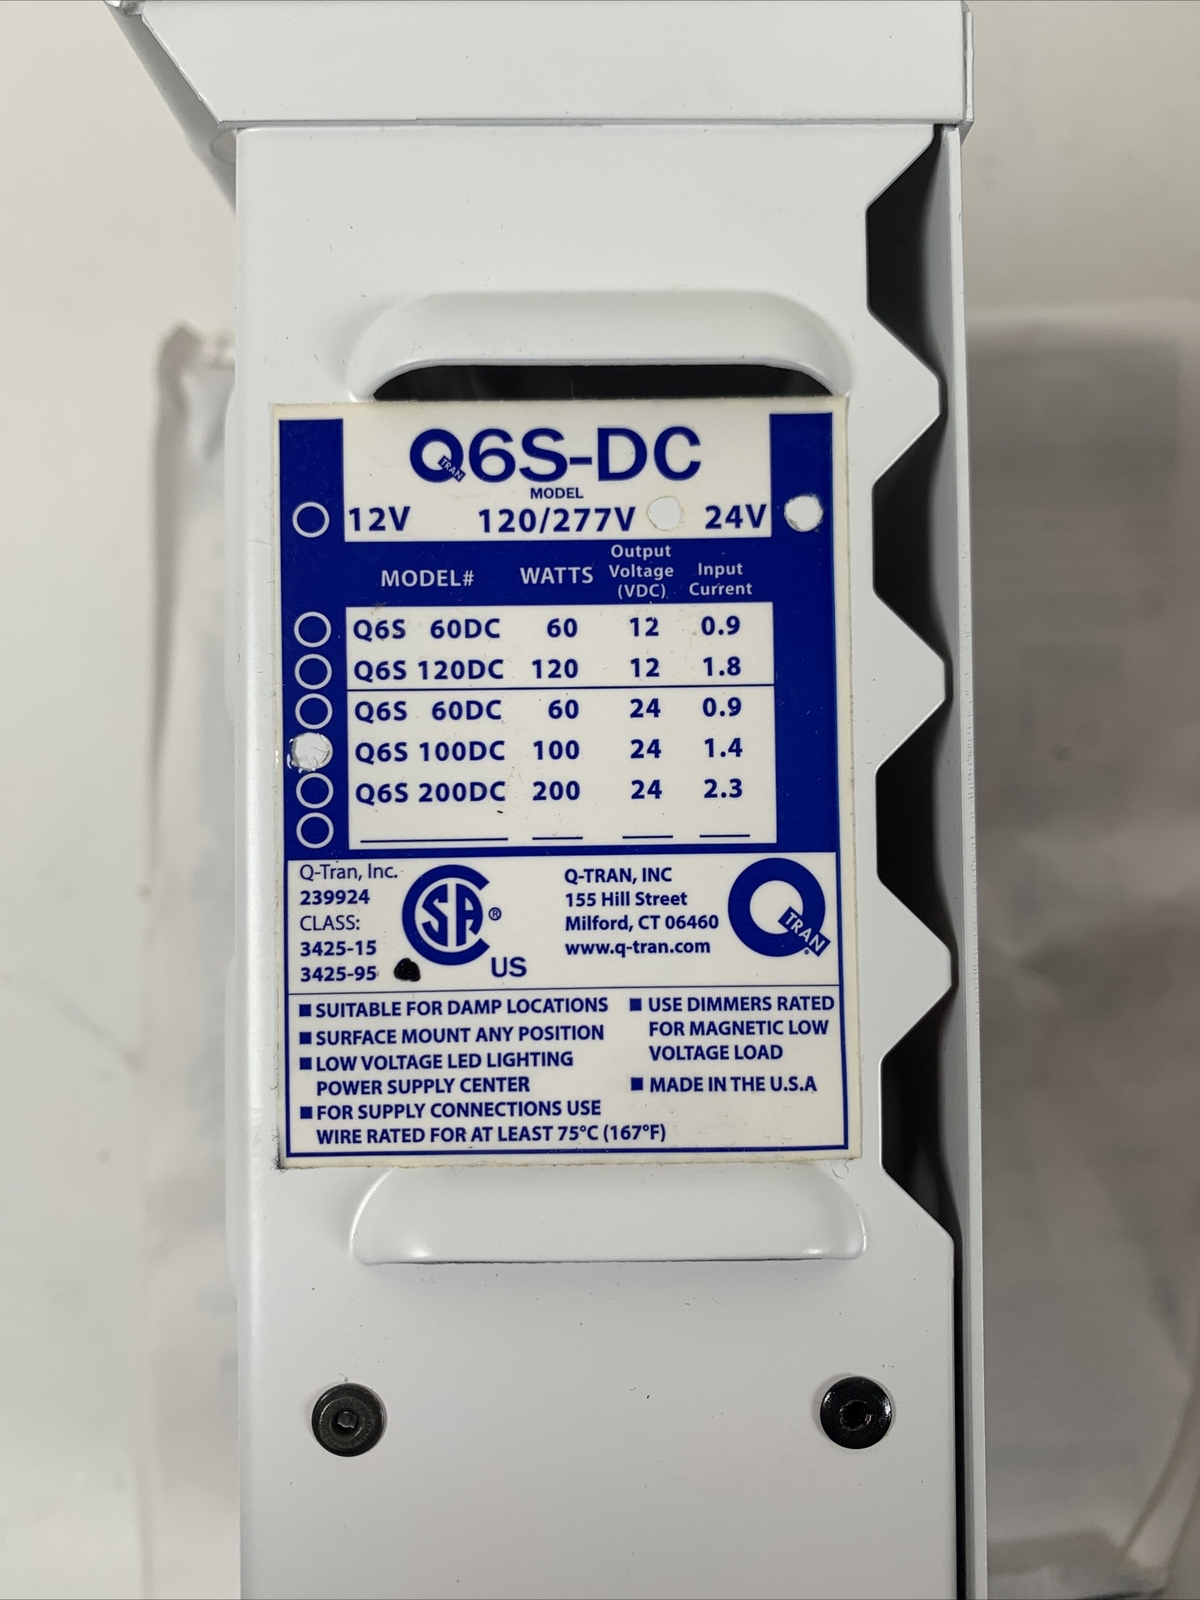 QTRAN Q6S-DC
MODEL
12V 120/277V 24V
MODEL# WATTS Output Voltage (VDC) Input Current
Q6S 60DC 60 12 0.9
Q6S 120DC 120 12 1.8
Q6S 60DC 60 24 0.9
Q6S 100DC 100 24 1.4
Q6S 200DC 200 24 2.3
Q-Tran, Inc.
239924
CLASS:
3425-15
3425-95
SA ® US
Q-TRAN, INC
155 Hill Street
Milford, CT 06460
www.q-tran.com
QTRAN®
■ SUITABLE FOR DAMP LOCATIONS
■ SURFACE MOUNT ANY POSITION
■ LOW VOLTAGE LED LIGHTING
POWER SUPPLY CENTER
■ FOR SUPPLY CONNECTIONS USE
WIRE RATED FOR AT LEAST 75°C (167°F)
■ USE DIMMERS RATED
FOR MAGNETIC LOW
VOLTAGE LOAD
■ MADE IN THE U.S.A